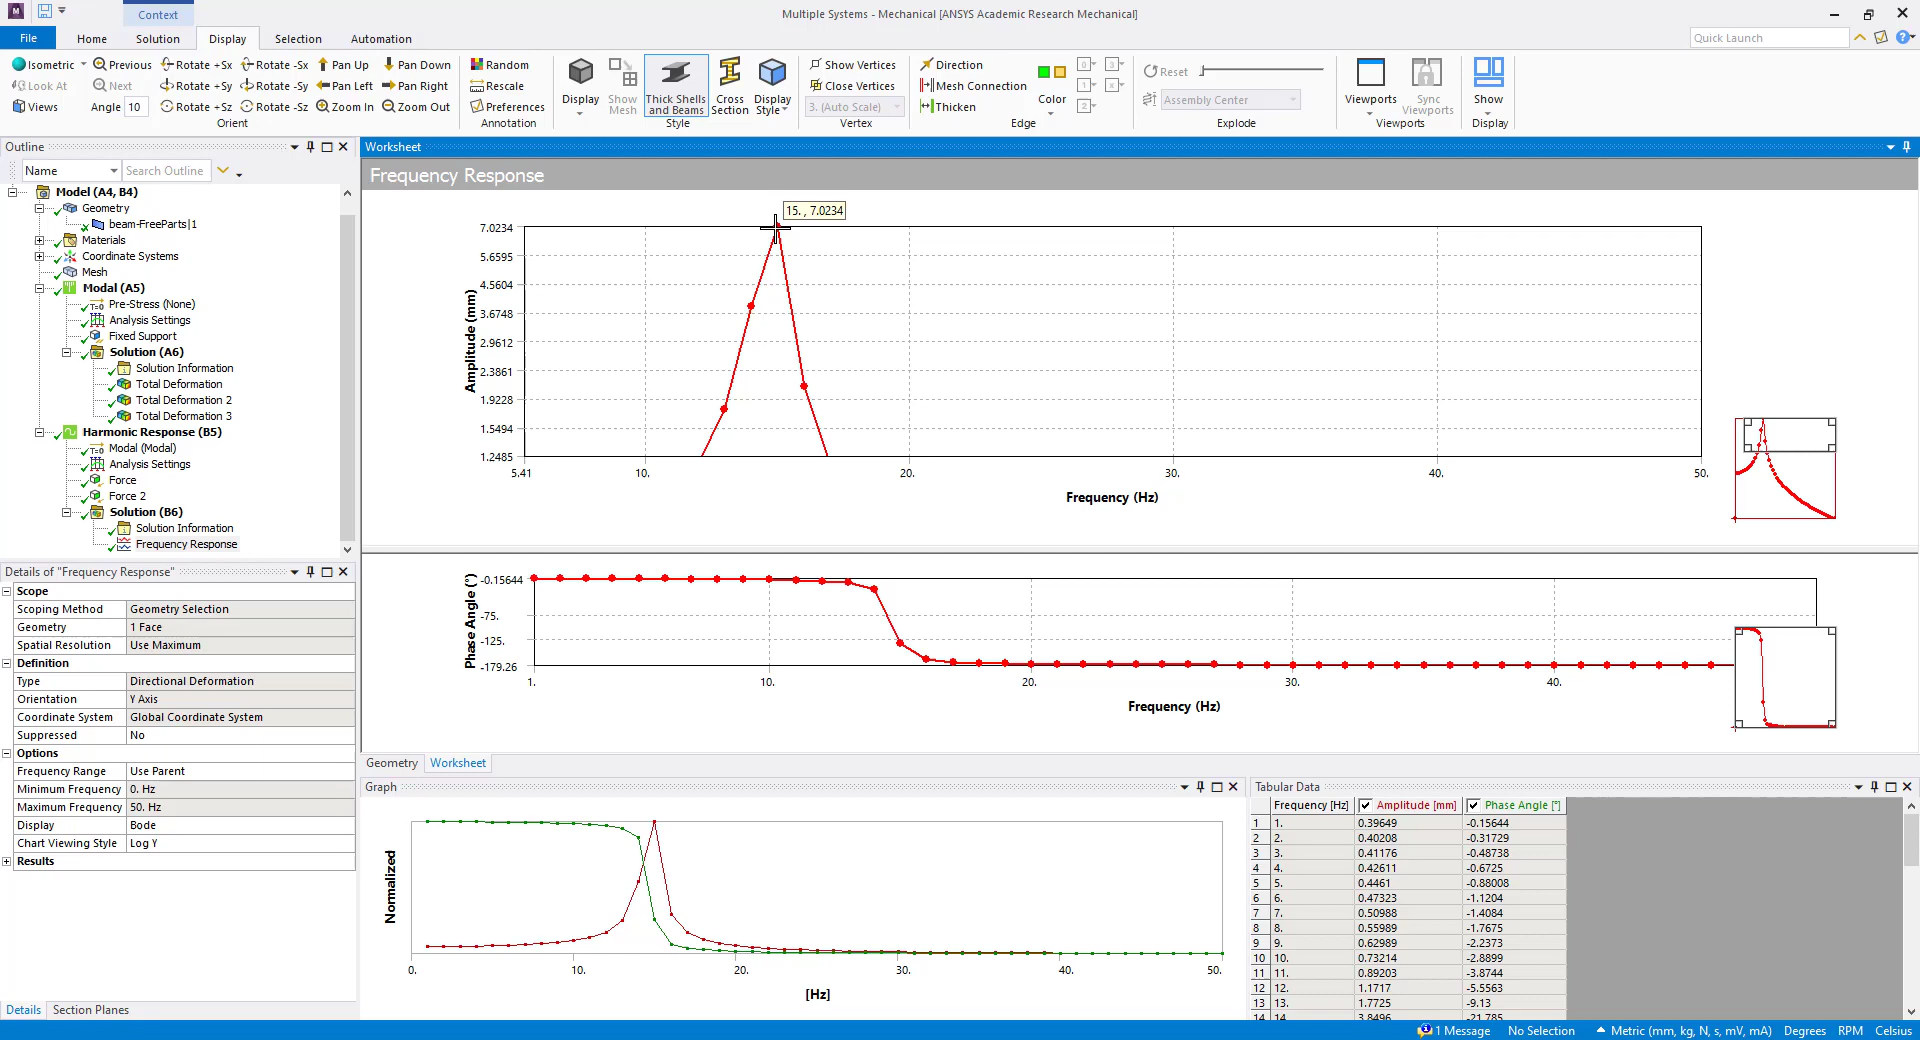 Context
Multiple Systems - Mechanical [ANSYS Academic Research Mechanical]
File Home Solution Display Selection Automation
Quick Launch
Isometric Previous Rotate +Sx Rotate -Sx Pan Up Pan Down
Look At Next Rotate +Sy Rotate -Sy Pan Left Pan Right
Views Angle 10 Rotate +Sz Rotate -Sz Zoom In Zoom Out
Orient
Random
Rescale
Preferences
Annotation
Display
Show Mesh
Thick Shells and Beams
Cross Section
Display Style
Style
Show Vertices
Close Vertices
3. (Auto Scale)
Vertex
Direction
Mesh Connection
Thicken
Color
0 3
1 x
2
Edge
Reset
Assembly Center
Explode
Viewports
Sync Viewports
Viewports
Show
Display
Outline
Name Search Outline
Model (A4, B4)
Geometry
beam-FreeParts|1
Materials
Coordinate Systems
Mesh
Modal (A5)
T=0 Pre-Stress (None)
Analysis Settings
Fixed Support
Solution (A6)
Solution Information
Total Deformation
Total Deformation 2
Total Deformation 3
Harmonic Response (B5)
T=0 Modal (Modal)
Analysis Settings
Force
Force 2
Solution (B6)
Solution Information
Frequency Response
Details of "Frequency Response"
Scope
Scoping Method Geometry Selection
Geometry 1 Face
Spatial Resolution Use Maximum
Definition
Type Directional Deformation
Orientation Y Axis
Coordinate System Global Coordinate System
Suppressed No
Options
Frequency Range Use Parent
Minimum Frequency 0. Hz
Maximum Frequency 50. Hz
Display Bode
Chart Viewing Style Log Y
Results
Details Section Planes
Worksheet
Frequency Response
15. , 7.0234
Amplitude (mm)
7.0234
5.6595
4.5604
3.6748
2.9612
2.3861
1.9228
1.5494
1.2485
5.41 10. 20. 30. 40. 50.
Frequency (Hz)
Phase Angle (°)
-0.15644
-75.
-125.
-179.26
1. 10. 20. 30. 40.
Frequency (Hz)
Geometry Worksheet
Graph
Normalized
0. 10. 20. 30. 40. 50.
[Hz]
Tabular Data
Frequency [Hz] Amplitude [mm] Phase Angle [°]
1 1. 0.39649 -0.15644
2 2. 0.40208 -0.31729
3 3. 0.41176 -0.48738
4 4. 0.42611 -0.6725
5 5. 0.4461 -0.88008
6 6. 0.47323 -1.1204
7 7. 0.50988 -1.4084
8 8. 0.55989 -1.7675
9 9. 0.62989 -2.2373
10 10. 0.73214 -2.8899
11 11. 0.89203 -3.8744
12 12. 1.1717 -5.5563
13 13. 1.7725 -9.13
14 14. 3.8496 -21.785
1 Message No Selection Metric (mm, kg, N, s, mV, mA) Degrees RPM Celsius